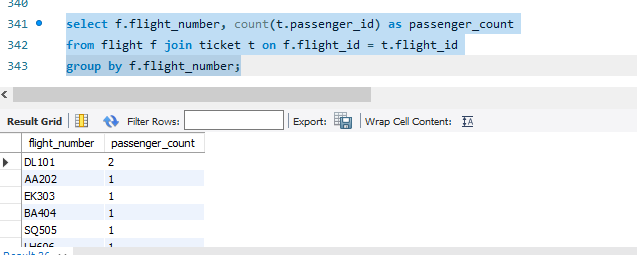 340
341 select f.flight_number, count(t.passenger_id) as passenger_count
342 from flight f join ticket t on f.flight_id = t.flight_id
343 group by f.flight_number;
Result Grid Filter Rows: Export: Wrap Cell Content:
flight_number passenger_count
DL101 2
AA202 1
EK303 1
BA404 1
SQ505 1
LH606 1